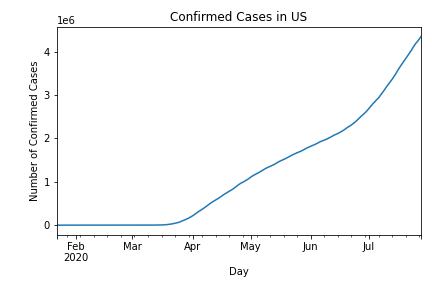 Confirmed Cases in US
1e6
4
3
2
1
0
Number of Confirmed Cases
Feb Mar Apr May Jun Jul
2020
Day